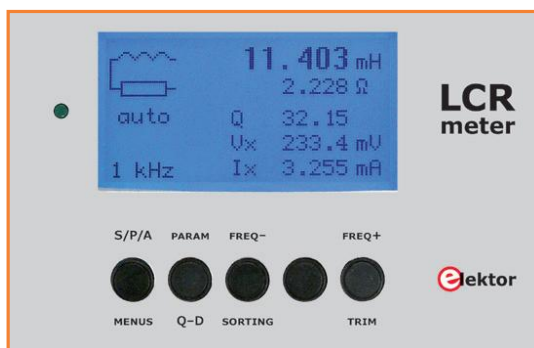 11.403 mH
2.228 Ω
auto
Q 32.15
Vx 233.4 mV
1 kHz Ix 3.255 mA
LCR
meter
S/P/A PARAM FREQ- FREQ+
MENUS Q-D SORTING TRIM
elektor